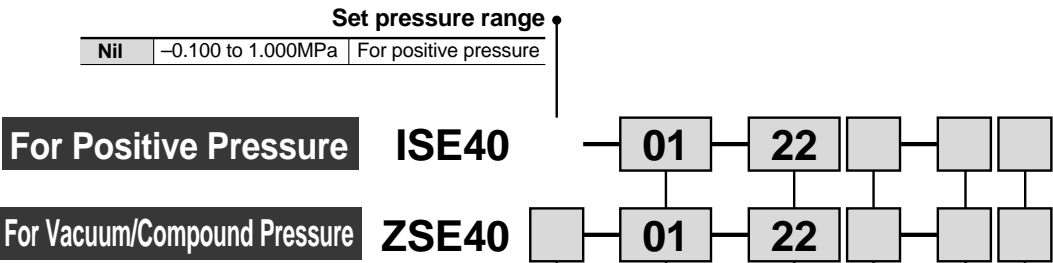 Set pressure range
Nil –0.100 to 1.000MPa For positive pressure
For Positive Pressure ISE40 – 01 – 22 –
For Vacuum/Compound Pressure ZSE40 – 01 – 22 –